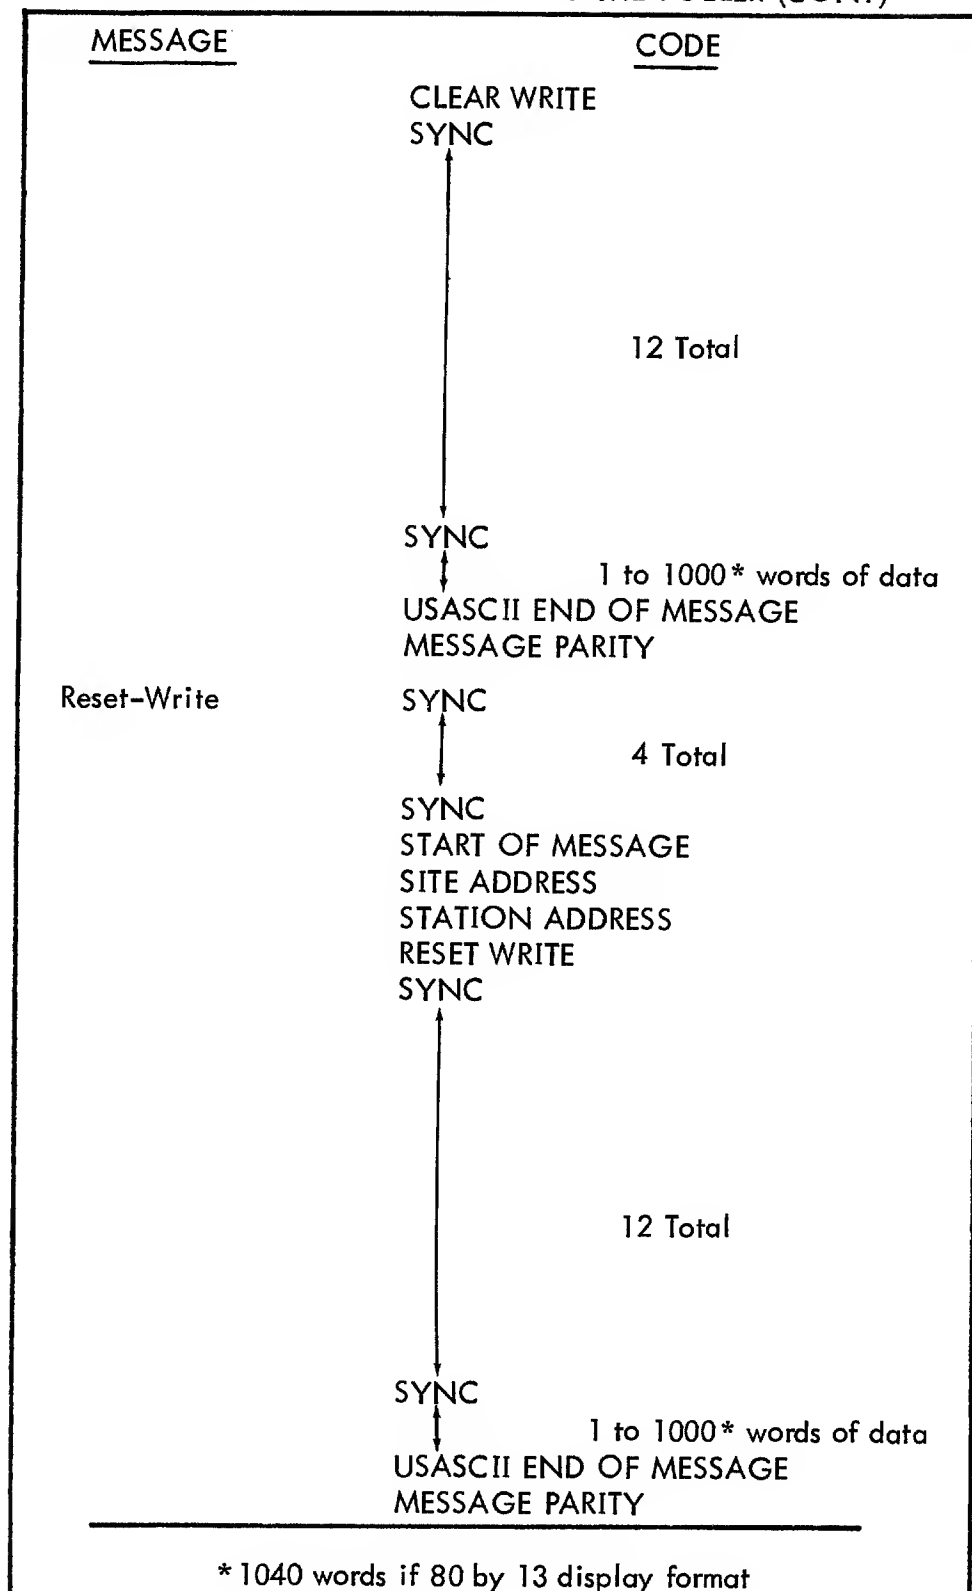 (CONT)
MESSAGE CODE
CLEAR WRITE
SYNC
12 Total
SYNC
1 to 1000* words of data
USASCII END OF MESSAGE
MESSAGE PARITY
Reset-Write SYNC
4 Total
SYNC
START OF MESSAGE
SITE ADDRESS
STATION ADDRESS
RESET WRITE
SYNC
12 Total
SYNC
1 to 1000* words of data
USASCII END OF MESSAGE
MESSAGE PARITY
*1040 words if 80 by 13 display format